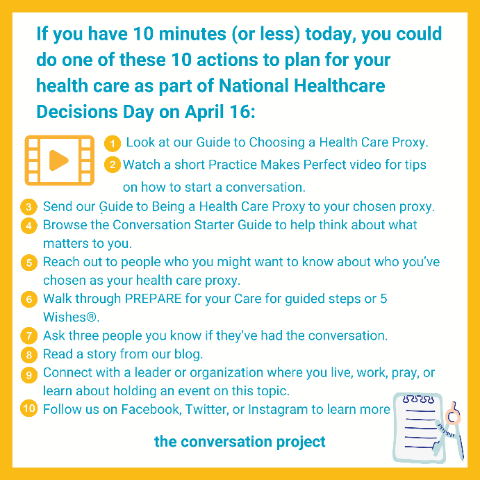 If you have 10 minutes (or less) today, you could
do one of these 10 actions to plan for your
health care as part of National Healthcare
Decisions Day on April 16:
1 Look at our Guide to Choosing a Health Care Proxy.
2 Watch a short Practice Makes Perfect video for tips
on how to start a conversation.
3 Send our Guide to Being a Health Care Proxy to your chosen proxy.
4 Browse the Conversation Starter Guide to help think about what
matters to you.
5 Reach out to people who you might want to know about who you've
chosen as your health care proxy.
6 Walk through PREPARE for your Care for guided steps or 5
Wishes®.
7 Ask three people you know if they've had the conversation.
8 Read a story from our blog.
9 Connect with a leader or organization where you live, work, pray, or
learn about holding an event on this topic.
10 Follow us on Facebook, Twitter, or Instagram to learn more
the conversation project